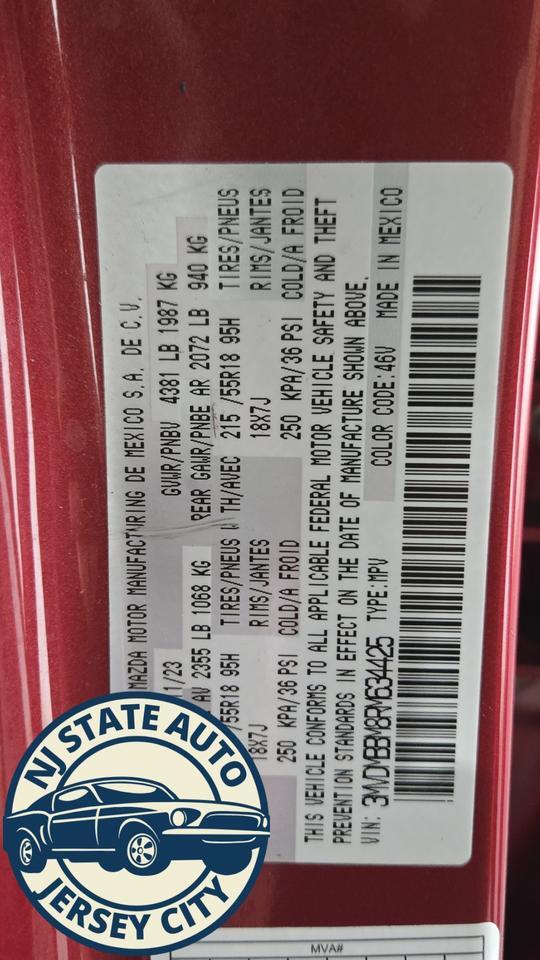 MAZDA MOTOR MANUFACTURING DE MEXICO S.A. DE C.V.
1/23 GVWR/PNBV 4381 LB 1987 KG
2355 LB 1068 KG REAR GAWR/PNBE AR 2072 LB 940 KG
55R18 95H TIRES/PNEUS TH/AVEC 215 /55R18 95H TIRES/PNEUS
18X7J RIMS/JANTES 18X7J RIMS/JANTES
250 KPA/36 PSI COLD/A FROID 250 KPA/36 PSI COLD/A FROID
THIS VEHICLE CONFORMS TO ALL APPLICABLE FEDERAL MOTOR VEHICLE SAFETY AND THEFT
PREVENTION STANDARDS IN EFFECT ON THE DATE OF MANUFACTURE SHOWN ABOVE.
VIN: 3MVDMBBM8RM634425 TYPE:MPV COLOR CODE:46V MADE IN MEXICO
MVA#
NJ STATE AUTO
JERSEY CITY